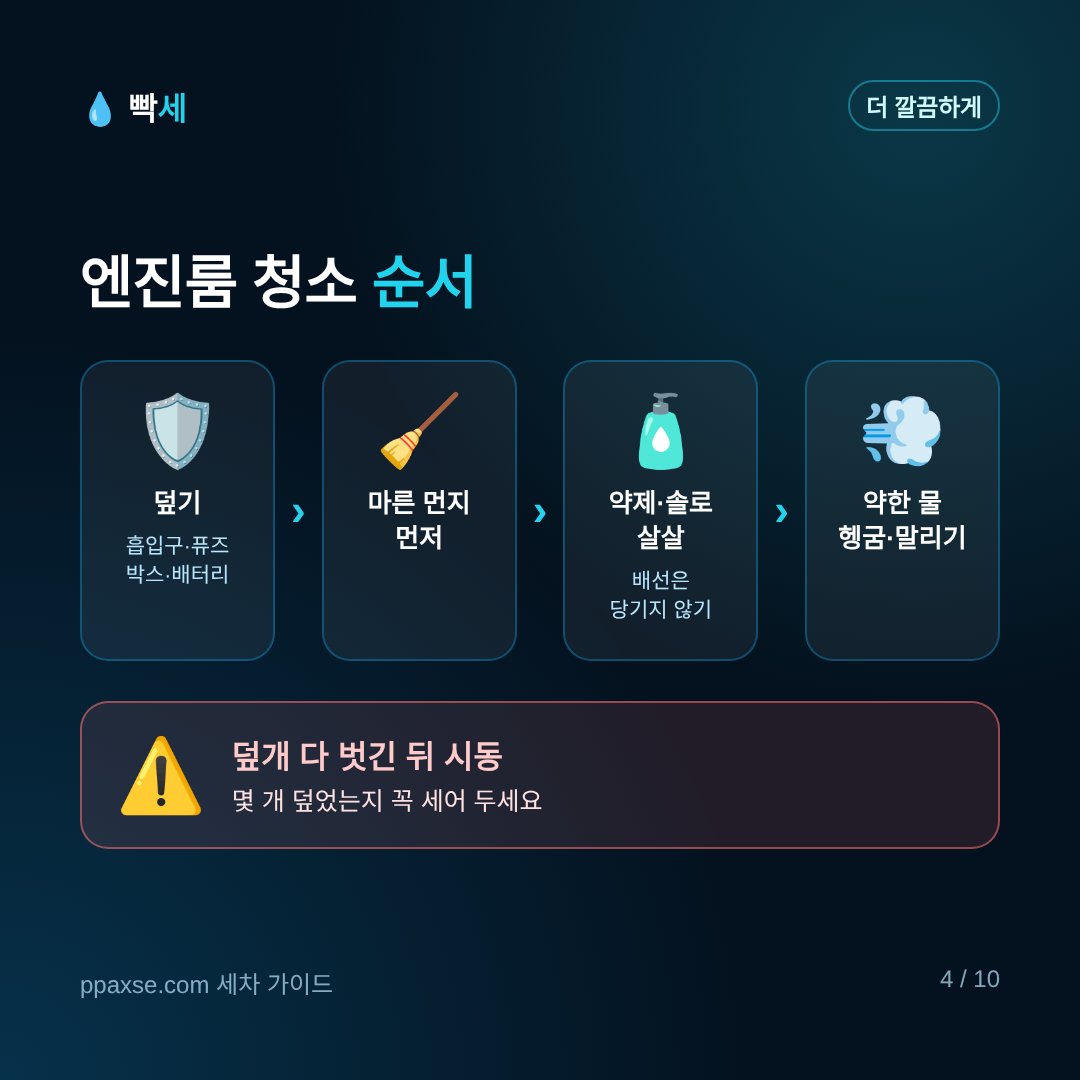 빡세
더 깔끔하게
엔진룸 청소 순서
덮기
흡입구·퓨즈
박스·배터리
›
마른 먼지
먼저
›
약제·솔로
살살
배선은
당기지 않기
›
약한 물
헹굼·말리기
덮개 다 벗긴 뒤 시동
몇 개 덮었는지 꼭 세어 두세요
ppaxse.com 세차 가이드
4 / 10